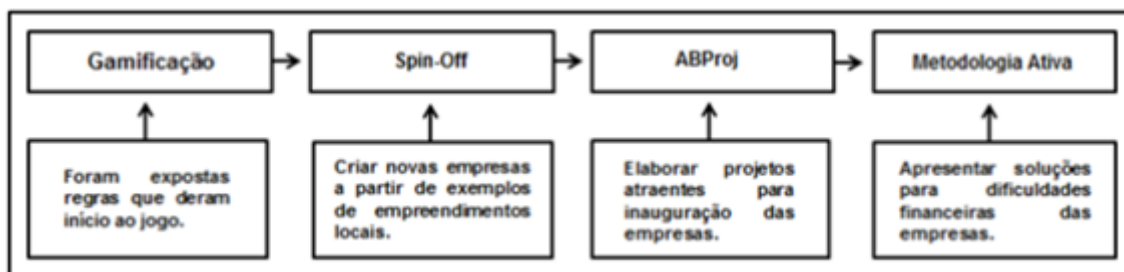 Gamificação
Spin-Off
ABProj
Metodologia Ativa
Foram expostas
regras que deram
início ao jogo.
Criar novas empresas
a partir de exemplos
de empreendimentos
locais.
Elaborar projetos
atraentes para
inauguração das
empresas.
Apresentar soluções
para dificuldades
financeiras das
empresas.